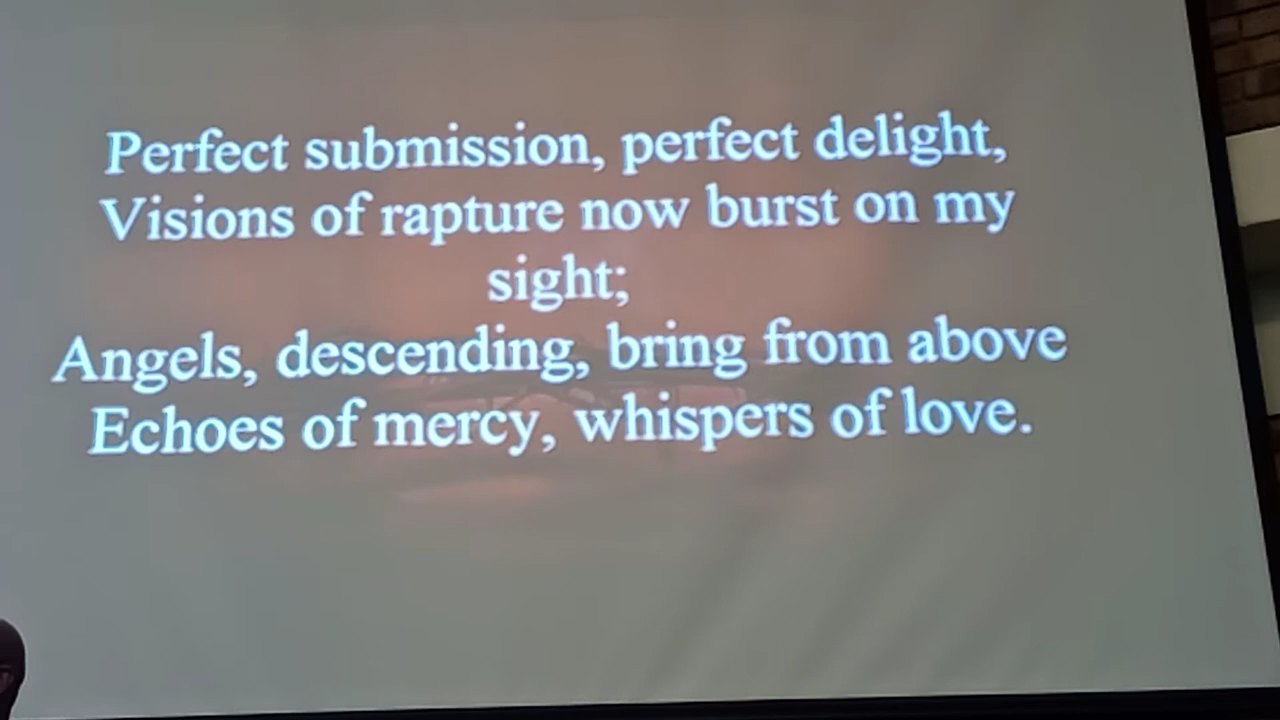 Perfect submission, perfect delight,
Visions of rapture now burst on my
sight;
Angels, descending, bring from above
Echoes of mercy, whispers of love.